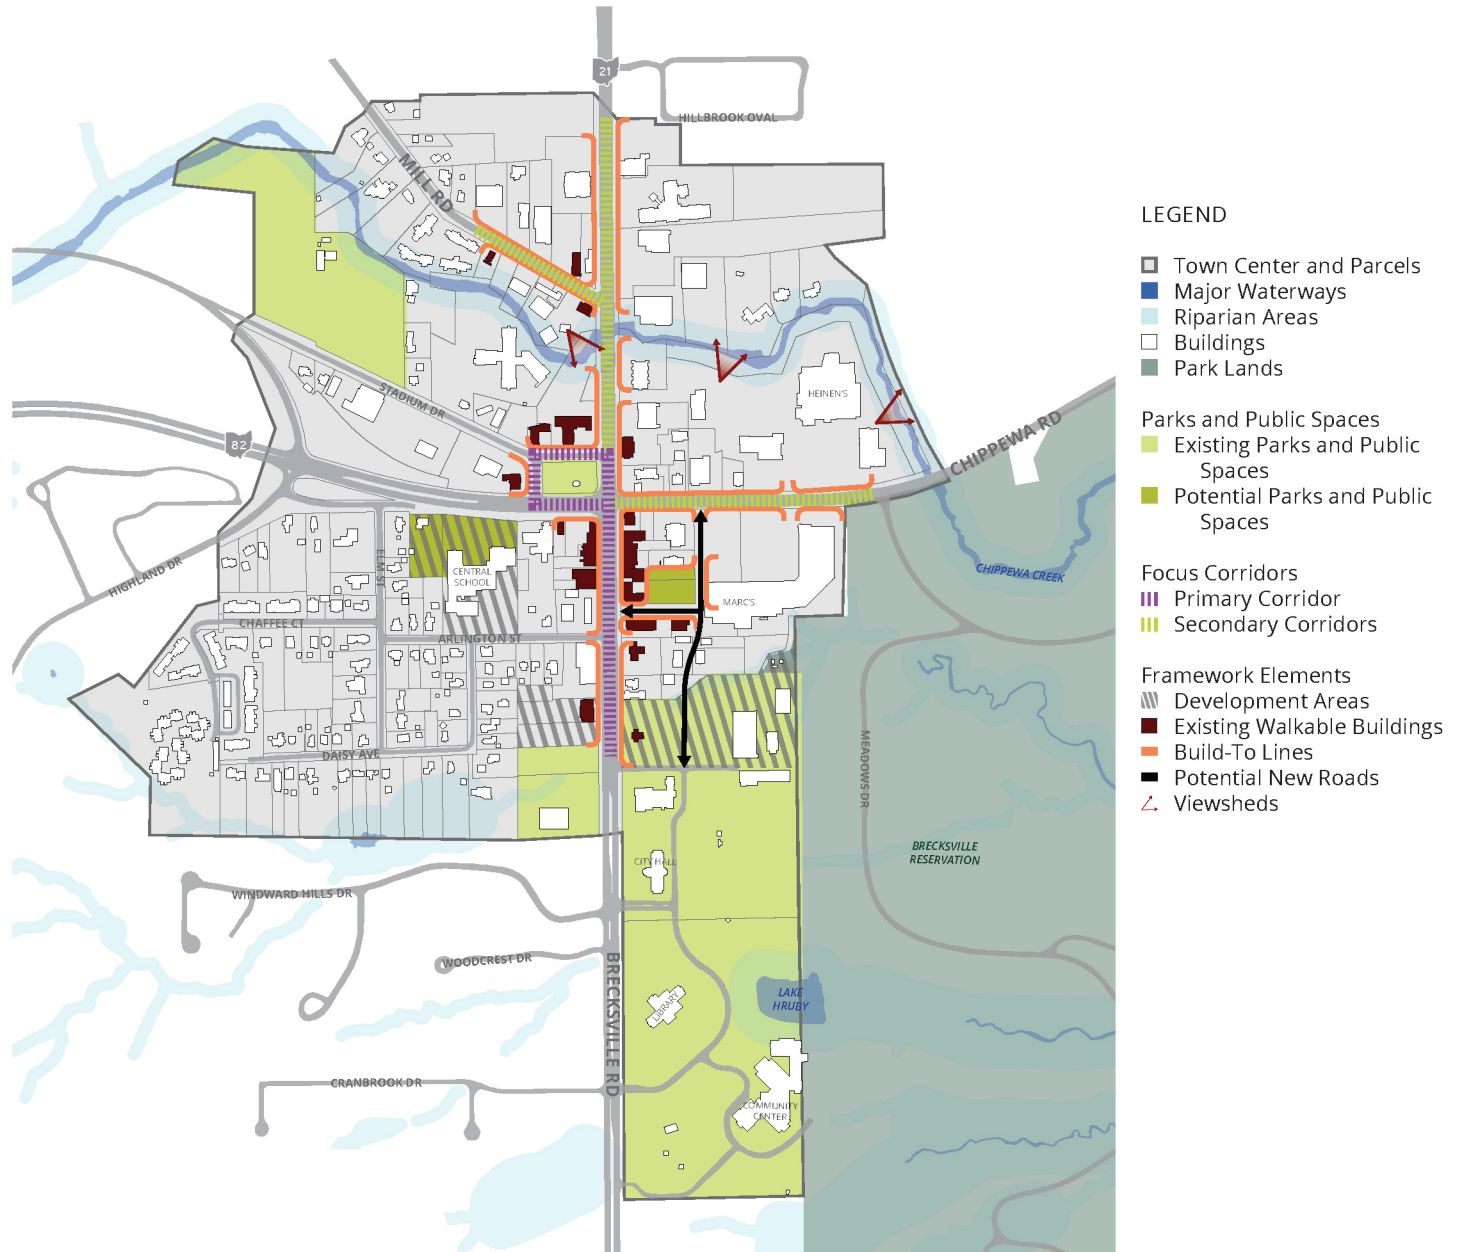 21
HILLBROOK OVAL
MILL RD
STADIUM DR
82
HEINEN'S
CHIPPEWA RD
HIGHLAND DR
ELM ST
CENTRAL
SCHOOL
CHIPPEWA CREEK
MARC'S
CHAFFEE CT
ARLINGTON ST
DAISY AVE
MEADOWS DR
BRECKSVILLE
RESERVATION
CITY HALL
WINDWARD HILLS DR
WOODCREST DR
BRECKSVILLE RD
LAKE
HRUBY
LIBRARY
CRANBROOK DR
COMMUNITY
CENTER
LEGEND
Town Center and Parcels
Major Waterways
Riparian Areas
Buildings
Park Lands
Parks and Public Spaces
Existing Parks and Public
Spaces
Potential Parks and Public
Spaces
Focus Corridors
Primary Corridor
Secondary Corridors
Framework Elements
Development Areas
Existing Walkable Buildings
Build-To Lines
Potential New Roads
Viewsheds